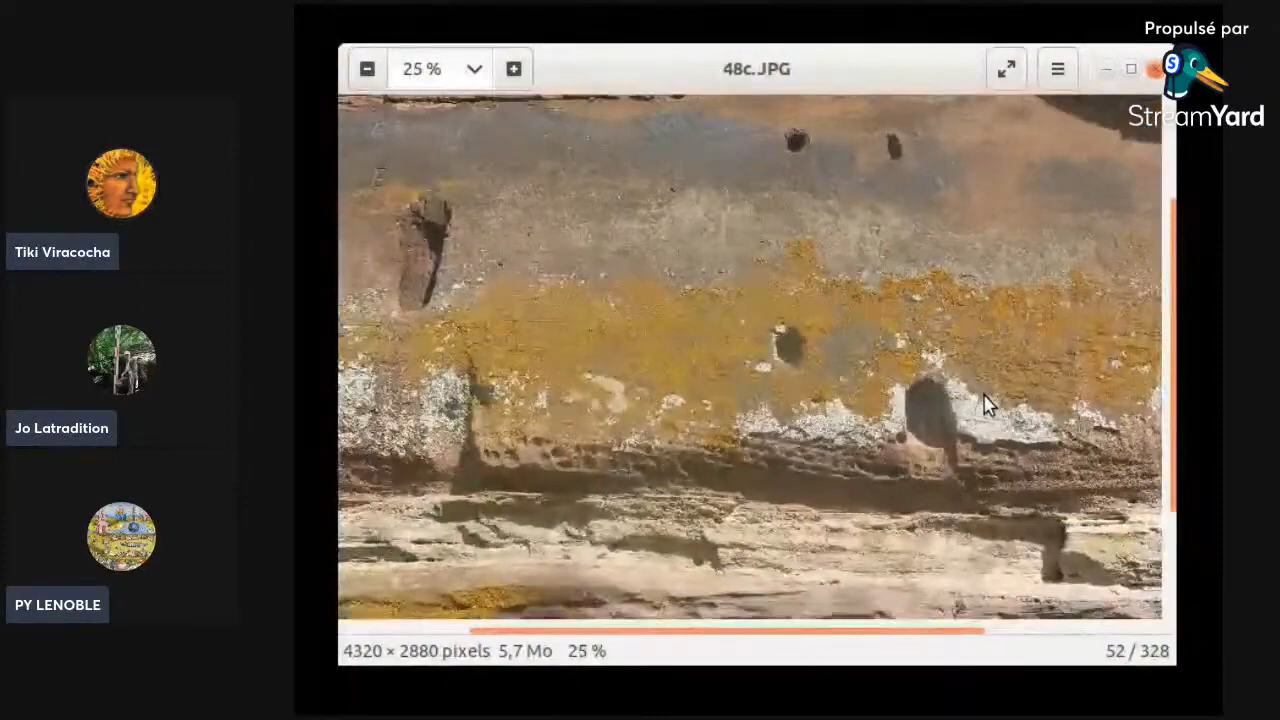 Propulsé par
StreamYard
25 %
48c.JPG
Tiki Viracocha
Jo Latradition
PY LENOBLE
4320 × 2880 pixels 5,7 Mo 25 %
52 / 328